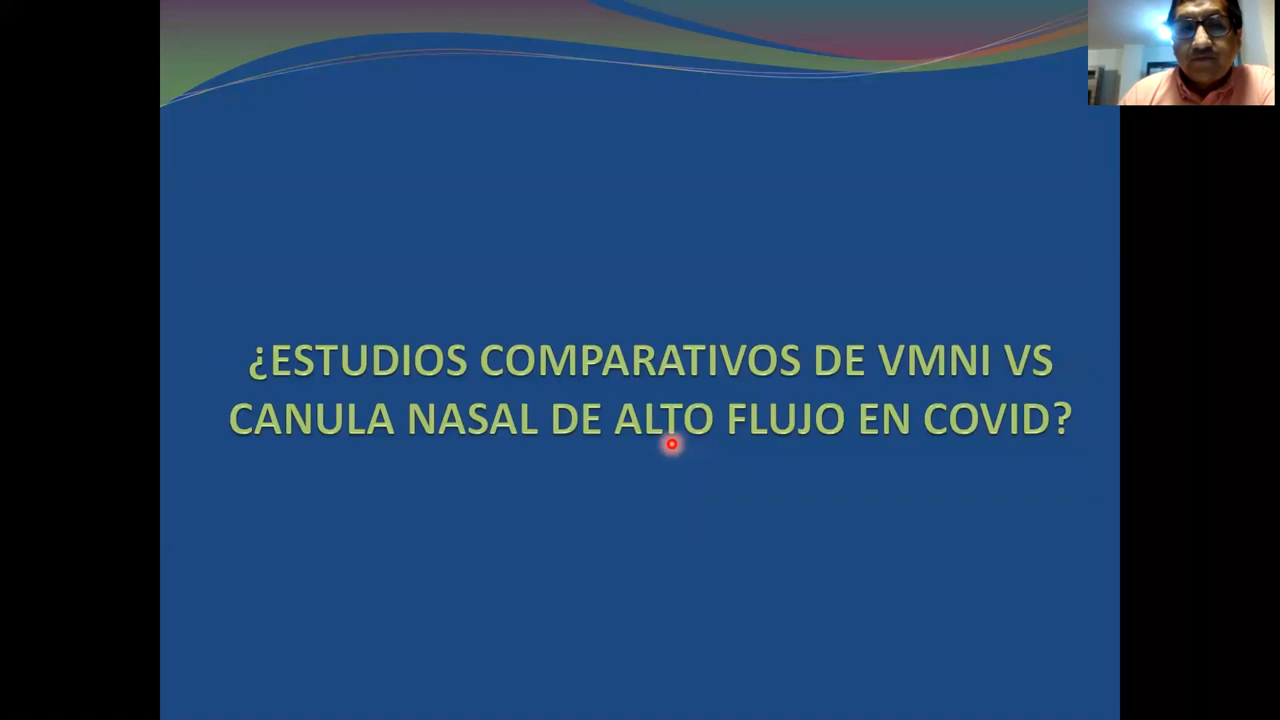 ¿ESTUDIOS COMPARATIVOS DE VMNI VS
CANULA NASAL DE ALTO FLUJO EN COVID?